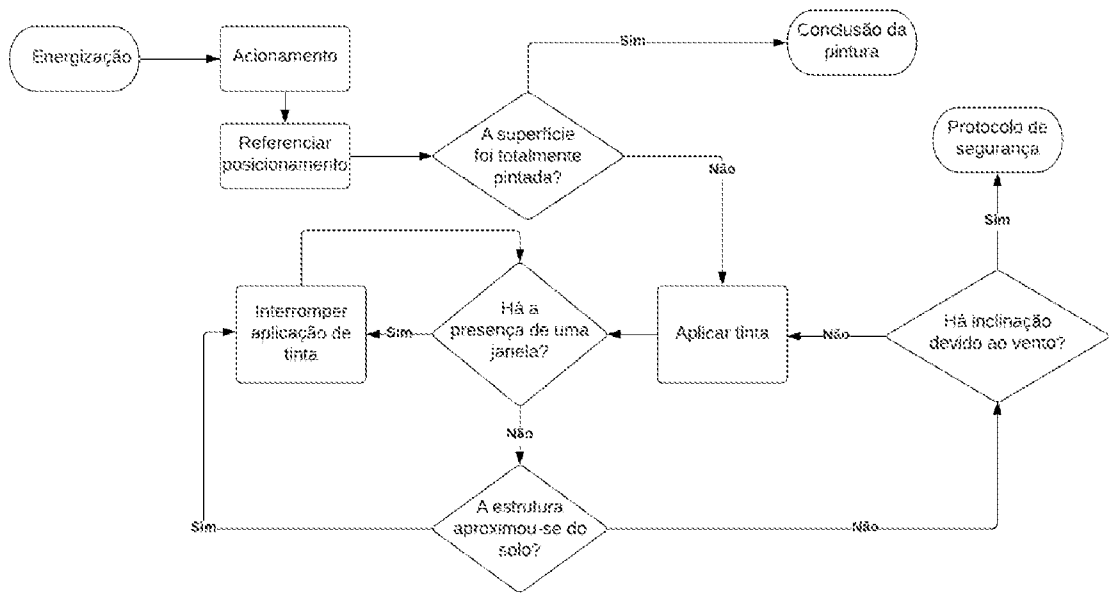 Energização
Acionamento
Sim
Conclusão da
pintura
Referenciar
posicionamento
A superfície
foi totalmente
pintada?
Não
Protocolo de
segurança
Sim
Interromper
aplicação de
tinta
Sim
Há a
presença de uma
janela?
Aplicar tinta
Não
Há inclinação
devido ao vento?
Não
Sim
A estrutura
aproximou-se do
solo?
Não